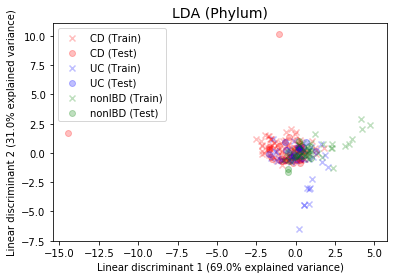 LDA (Phylum)
CD (Train)
CD (Test)
UC (Train)
UC (Test)
nonIBD (Train)
nonIBD (Test)
Linear discriminant 2 (31.0% explained variance)
10.0
7.5
5.0
2.5
0.0
−2.5
−5.0
−7.5
−15.0 −12.5 −10.0 −7.5 −5.0 −2.5 0.0 2.5 5.0
Linear discriminant 1 (69.0% explained variance)